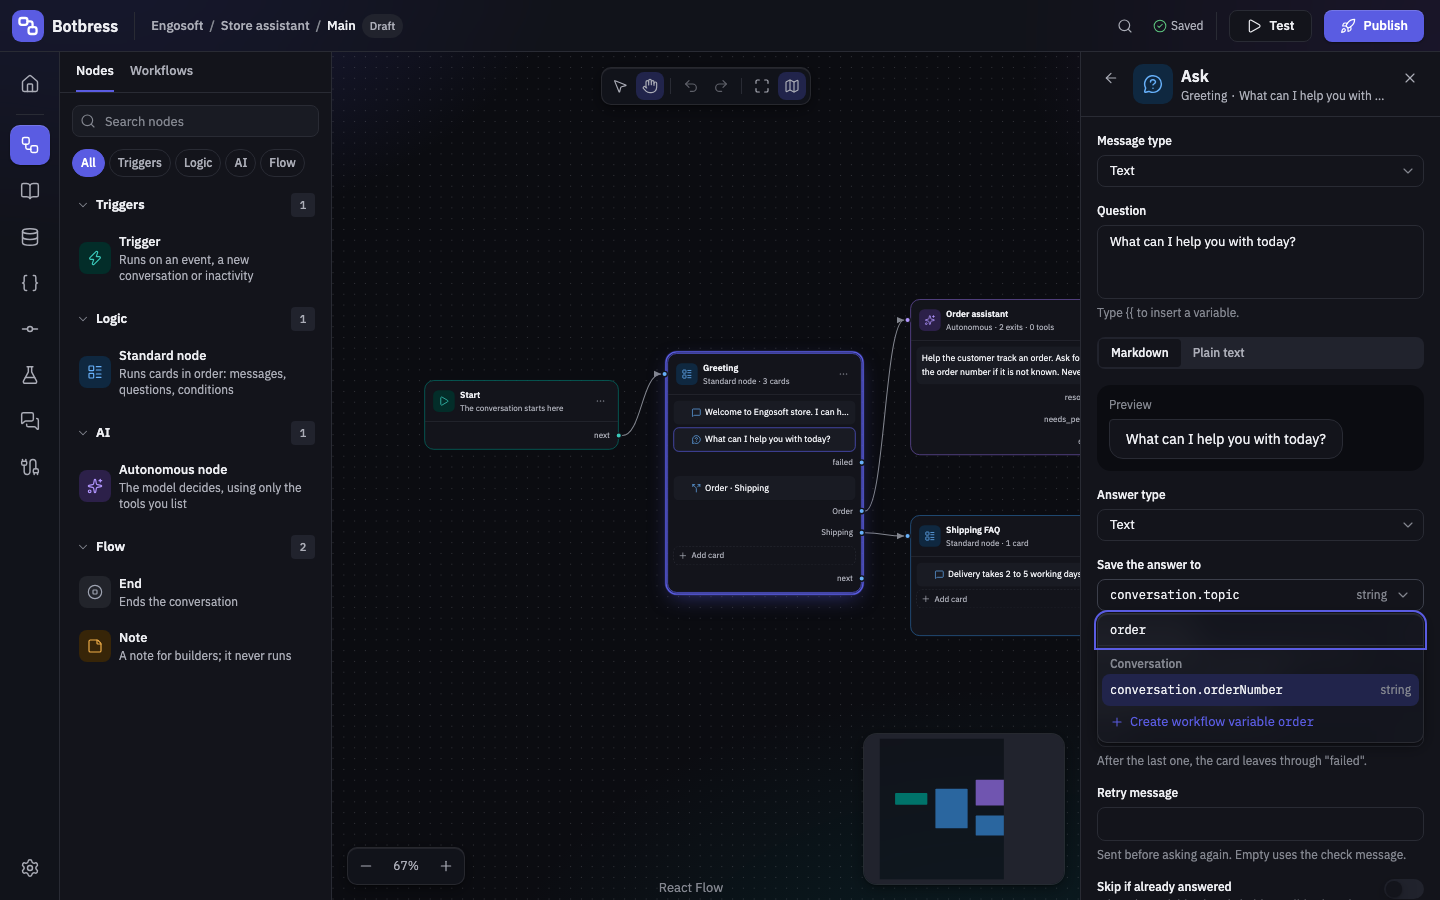 Botbress
Engosoft / Store assistant / Main
Draft
Saved
Test
Publish
Nodes
Workflows
Search nodes
All
Triggers
Logic
AI
Flow
Triggers
1
Trigger
Runs on an event, a new
conversation or inactivity
Logic
1
Standard node
Runs cards in order: messages,
questions, conditions
AI
1
Autonomous node
The model decides, using only the
tools you list
Flow
2
End
Ends the conversation
Note
A note for builders; it never runs
Start
The conversation starts here
next
Greeting
Standard node · 3 cards
Welcome to Engosoft store. I can h...
What can I help you with today?
failed
Order · Shipping
Order
Shipping
Add card
next
Order assistant
Autonomous · 2 exits · 0 tools
Help the customer track an order. Ask fo
the order number if it is not known. Neve
reso
needs_pe
Shipping FAQ
Standard node · 1 card
Delivery takes 2 to 5 working days
Add card
67%
React Flow
Ask
Greeting · What can I help you with ...
Message type
Text
Question
What can I help you with today?
Type {{ to insert a variable.
Markdown
Plain text
Preview
What can I help you with today?
Answer type
Text
Save the answer to
conversation.topic
string
order
Conversation
conversation.orderNumber
string
Create workflow variable order
After the last one, the card leaves through "failed".
Retry message
Sent before asking again. Empty uses the check message.
Skip if already answered